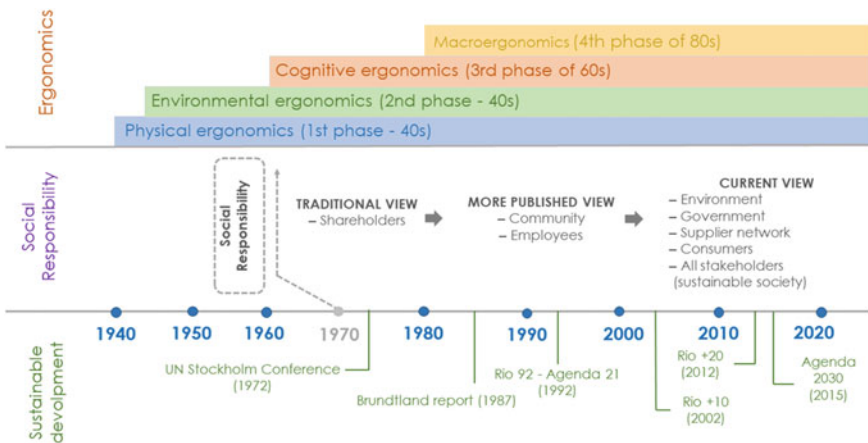 Ergonomics
Macroergonomics (4th phase of 80s)
Cognitive ergonomics (3rd phase of 60s)
Environmental ergonomics (2nd phase - 40s)
Physical ergonomics (1st phase - 40s)
Social
Responsibility
Social
Responsibility
TRADITIONAL VIEW
– Shareholders
MORE PUBLISHED VIEW
– Community
– Employees
CURRENT VIEW
– Environment
– Government
– Supplier network
– Consumers
– All stakeholders
(sustainable society)
1940
1950
1960
1970
1980
1990
2000
2010
2020
Sustainable
devolpment
UN Stockholm Conference
(1972)
Brundtland report (1987)
Rio 92 - Agenda 21
(1992)
Rio +10
(2002)
Rio +20
(2012)
Agenda
2030
(2015)